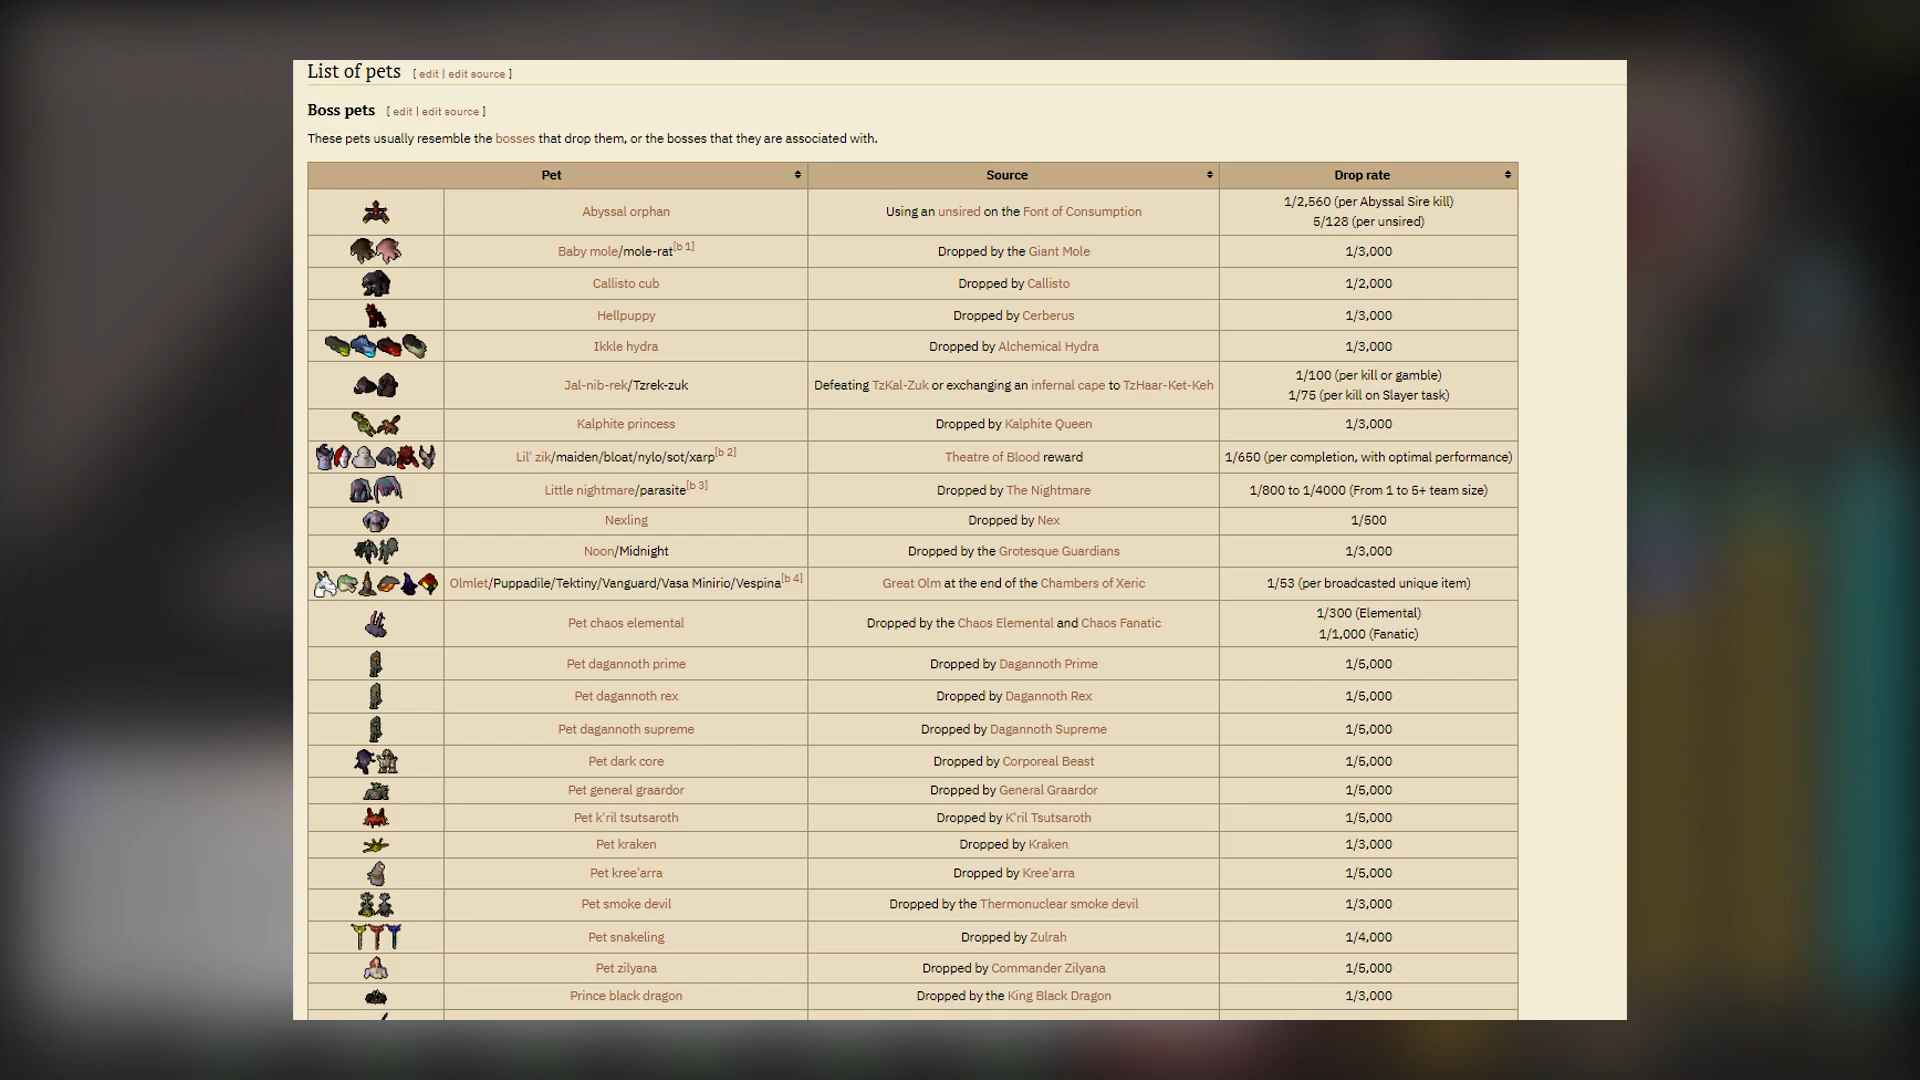 List of pets [ edit | edit source ]
Boss pets [ edit | edit source ]
These pets usually resemble the bosses that drop them, or the bosses that they are associated with.
Pet Source Drop rate
Abyssal orphan Using an unsired on the Font of Consumption 1/2,560 (per Abyssal Sire kill)
5/128 (per unsired)
Baby mole/mole-rat[b 1] Dropped by the Giant Mole 1/3,000
Callisto cub Dropped by Callisto 1/2,000
Hellpuppy Dropped by Cerberus 1/3,000
Ikkle hydra Dropped by Alchemical Hydra 1/3,000
Jal-nib-rek/Tzrek-zuk Defeating TzKal-Zuk or exchanging an infernal cape to TzHaar-Ket-Keh 1/100 (per kill or gamble)
1/75 (per kill on Slayer task)
Kalphite princess Dropped by Kalphite Queen 1/3,000
Lil' zik/maiden/bloat/nylo/sot/xarp[b 2] Theatre of Blood reward 1/650 (per completion, with optimal performance)
Little nightmare/parasite[b 3] Dropped by The Nightmare 1/800 to 1/4000 (From 1 to 5+ team size)
Nexling Dropped by Nex 1/500
Noon/Midnight Dropped by the Grotesque Guardians 1/3,000
Olmlet/Puppadile/Tektiny/Vanguard/Vasa Minirio/Vespina[b 4] Great Olm at the end of the Chambers of Xeric 1/53 (per broadcasted unique item)
Pet chaos elemental Dropped by the Chaos Elemental and Chaos Fanatic 1/300 (Elemental)
1/1,000 (Fanatic)
Pet dagannoth prime Dropped by Dagannoth Prime 1/5,000
Pet dagannoth rex Dropped by Dagannoth Rex 1/5,000
Pet dagannoth supreme Dropped by Dagannoth Supreme 1/5,000
Pet dark core Dropped by Corporeal Beast 1/5,000
Pet general graardor Dropped by General Graardor 1/5,000
Pet k'ril tsutsaroth Dropped by K'ril Tsutsaroth 1/5,000
Pet kraken Dropped by Kraken 1/3,000
Pet kree'arra Dropped by Kree'arra 1/5,000
Pet smoke devil Dropped by the Thermonuclear smoke devil 1/3,000
Pet snakeling Dropped by Zulrah 1/4,000
Pet zilyana Dropped by Commander Zilyana 1/5,000
Prince black dragon Dropped by the King Black Dragon 1/3,000